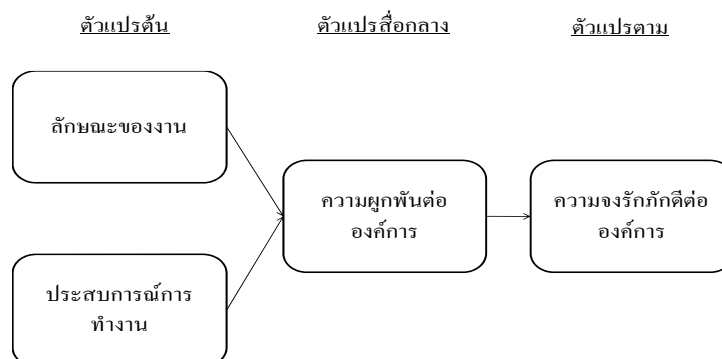 ตัวแปรต้น
ตัวแปรสื่อกลาง
ตัวแปรตาม
ลักษณะของงาน
ความผูกพันต่อ
องค์การ
ความจงรักภักดีต่อ
องค์การ
ประสบการณ์การ
ทำงาน